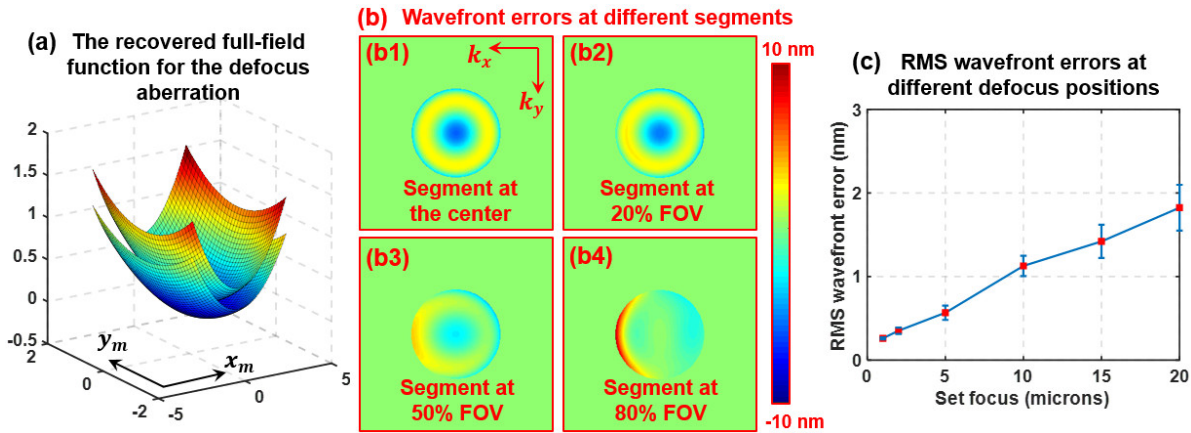 (a) The recovered full-field
function for the defocus
aberration
2
1.5
1
0.5
0
-0.5
2
0
-2
-5
0
5
y_m
x_m
(b) Wavefront errors at different segments
(b1)
k_x
k_y
Segment at
the center
(b2)
Segment at
20% FOV
(b3)
Segment at
50% FOV
(b4)
Segment at
80% FOV
10 nm
-10 nm
(c) RMS wavefront errors at
different defocus positions
RMS wavefront error (nm)
3
2
1
0
0 5 10 15 20
Set focus (microns)